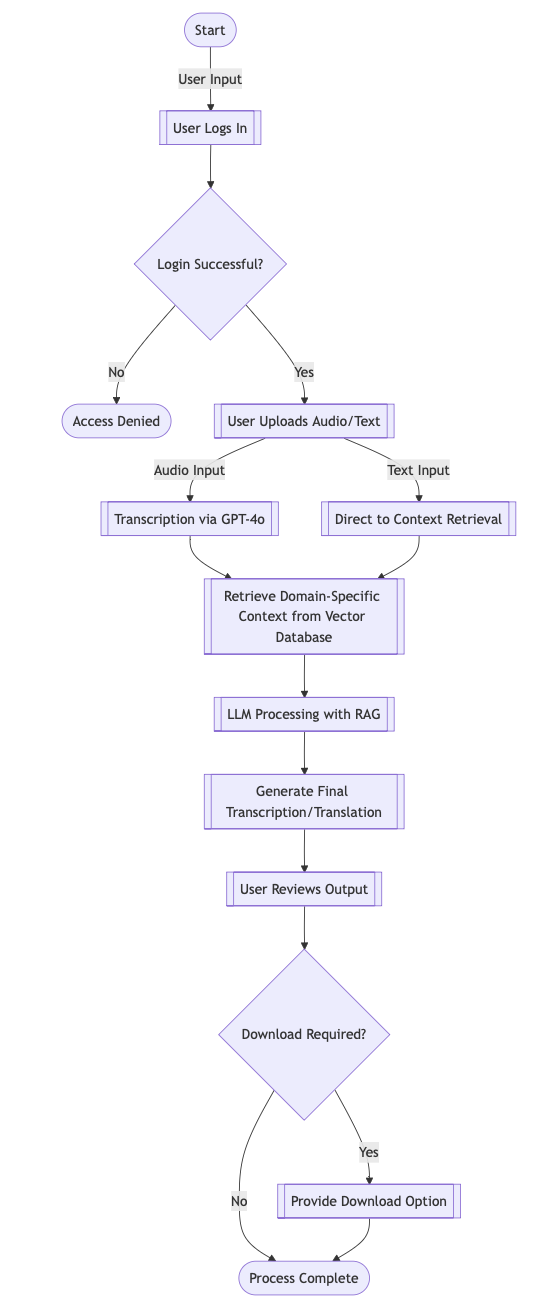 Start
User Input
User Logs In
Login Successful?
No
Yes
Access Denied
User Uploads Audio/Text
Audio Input
Text Input
Transcription via GPT-4o
Direct to Context Retrieval
Retrieve Domain-Specific
Context from Vector
Database
LLM Processing with RAG
Generate Final
Transcription/Translation
User Reviews Output
Download Required?
Yes
No
Provide Download Option
Process Complete